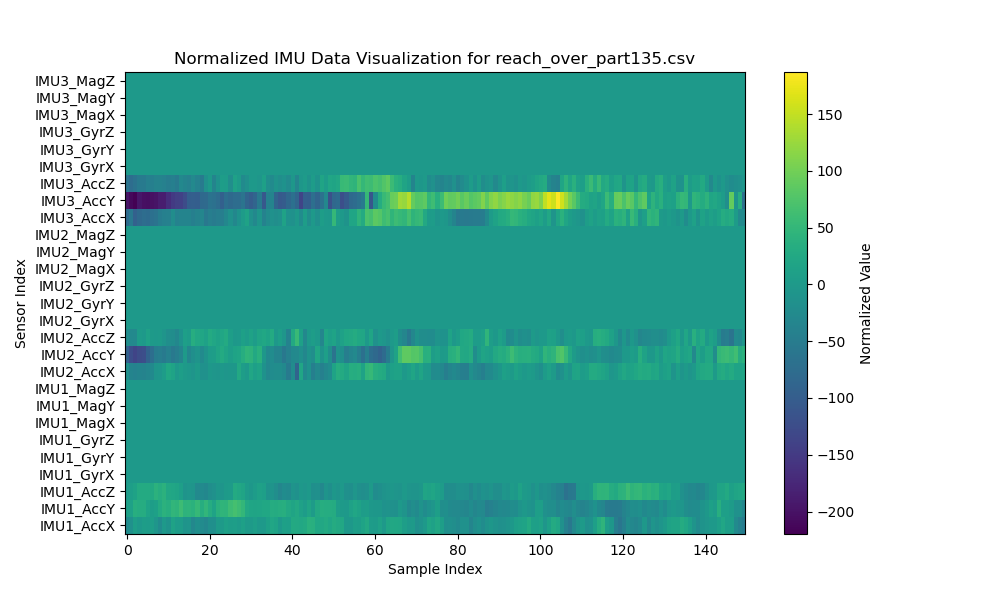 Normalized IMU Data Visualization for reach_over_part135.csv
IMU3_MagZ
IMU3_MagY
IMU3_MagX
IMU3_GyrZ
IMU3_GyrY
IMU3_GyrX
IMU3_AccZ
IMU3_AccY
IMU3_AccX
IMU2_MagZ
IMU2_MagY
IMU2_MagX
IMU2_GyrZ
IMU2_GyrY
IMU2_GyrX
IMU2_AccZ
IMU2_AccY
IMU2_AccX
IMU1_MagZ
IMU1_MagY
IMU1_MagX
IMU1_GyrZ
IMU1_GyrY
IMU1_GyrX
IMU1_AccZ
IMU1_AccY
IMU1_AccX
Sensor Index
0 20 40 60 80 100 120 140
Sample Index
150
100
50
0
−50
−100
−150
−200
Normalized Value